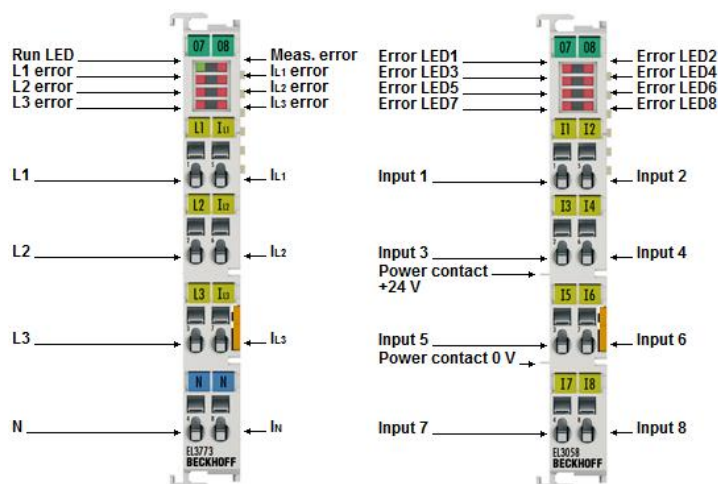 Run LED
L1 error
L2 error
L3 error
07 08
Meas. error
IL1 error
IL2 error
IL3 error
L1 IL1
L1
IL1
L2 IL2
L2
IL2
L3 IL3
L3
IL3
N N
N
IN
EL3773
BECKHOFF
Error LED1
Error LED3
Error LED5
Error LED7
07 08
Error LED2
Error LED4
Error LED6
Error LED8
I1 I2
Input 1
Input 2
I3 I4
Input 3
Input 4
Power contact
+24 V
I5 I6
Input 5
Input 6
Power contact 0 V
I7 I8
Input 7
Input 8
EL3058
BECKHOFF